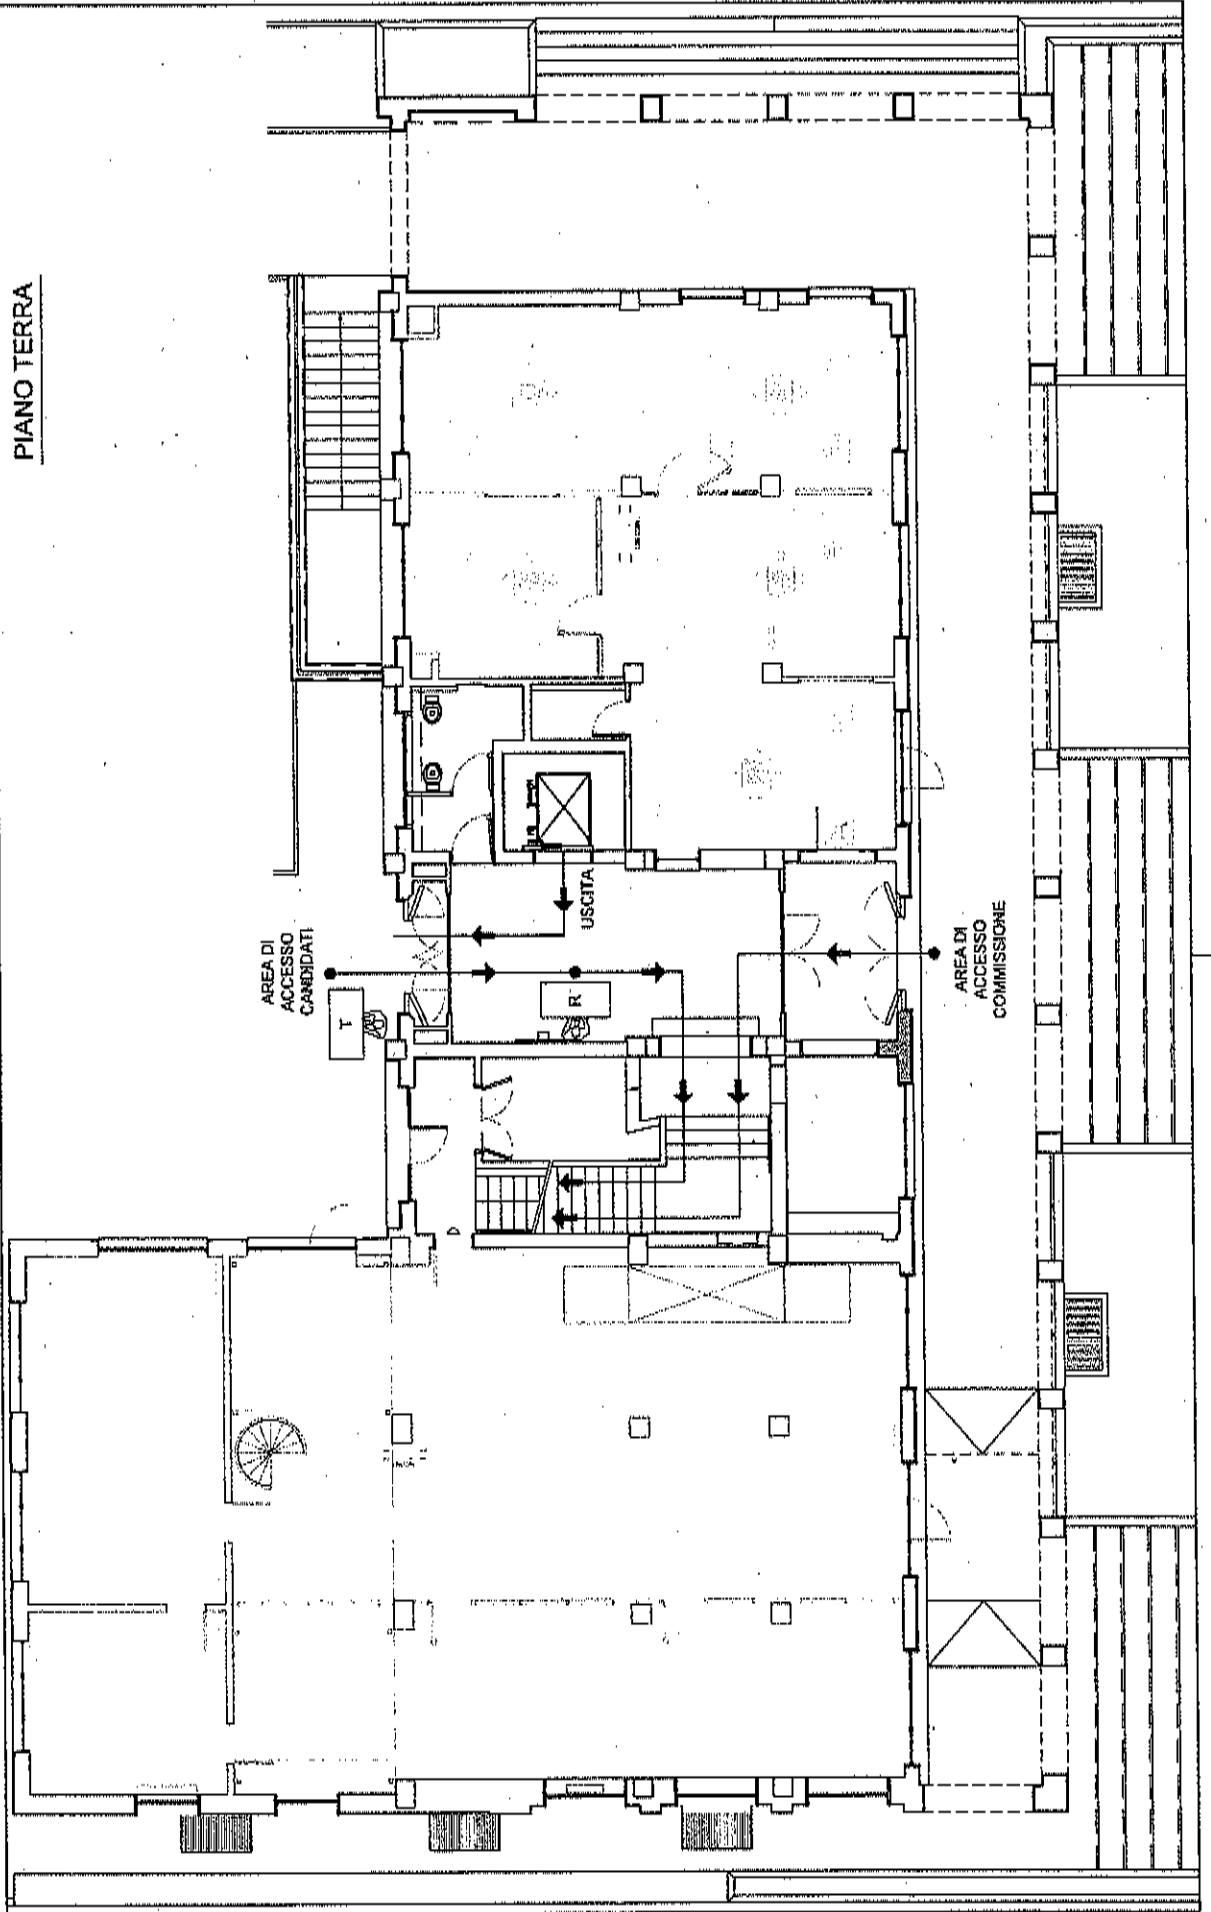 PIANO TERRA
AREA DI
ACCESSO
CANDIDATI
T
USCITA
R
AREA DI
ACCESSO
COMMISSIONE